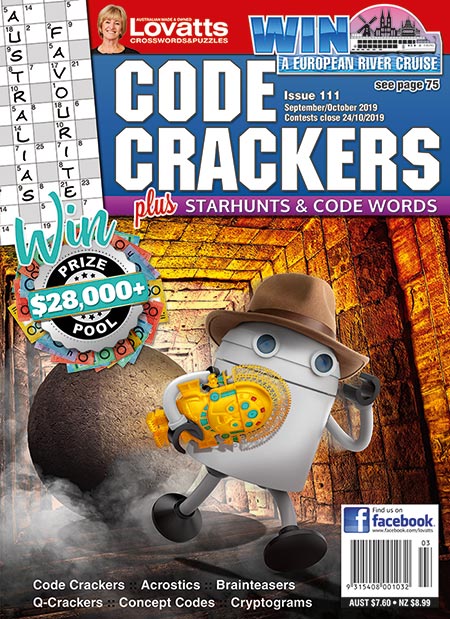 AUSTRALIAS
FAVOURITE
AUSTRALIAN MADE & OWNED
Lovatts
CROSSWORDS&PUZZLES
WIN
A EUROPEAN RIVER CRUISE
see page 75
CODE
CRACKERS
Issue 111
September/October 2019
Contests close 24/10/2019
plus STARHUNTS & CODE WORDS
Win
PRIZE
$28,000+
POOL
Find us on
facebook
www.facebook.com/lovatts
03
9 315408 001032
Code Crackers :: Acrostics :: Brainteasers
Q-Crackers :: Concept Codes :: Cryptograms
AUST $7.60 • NZ $8.99